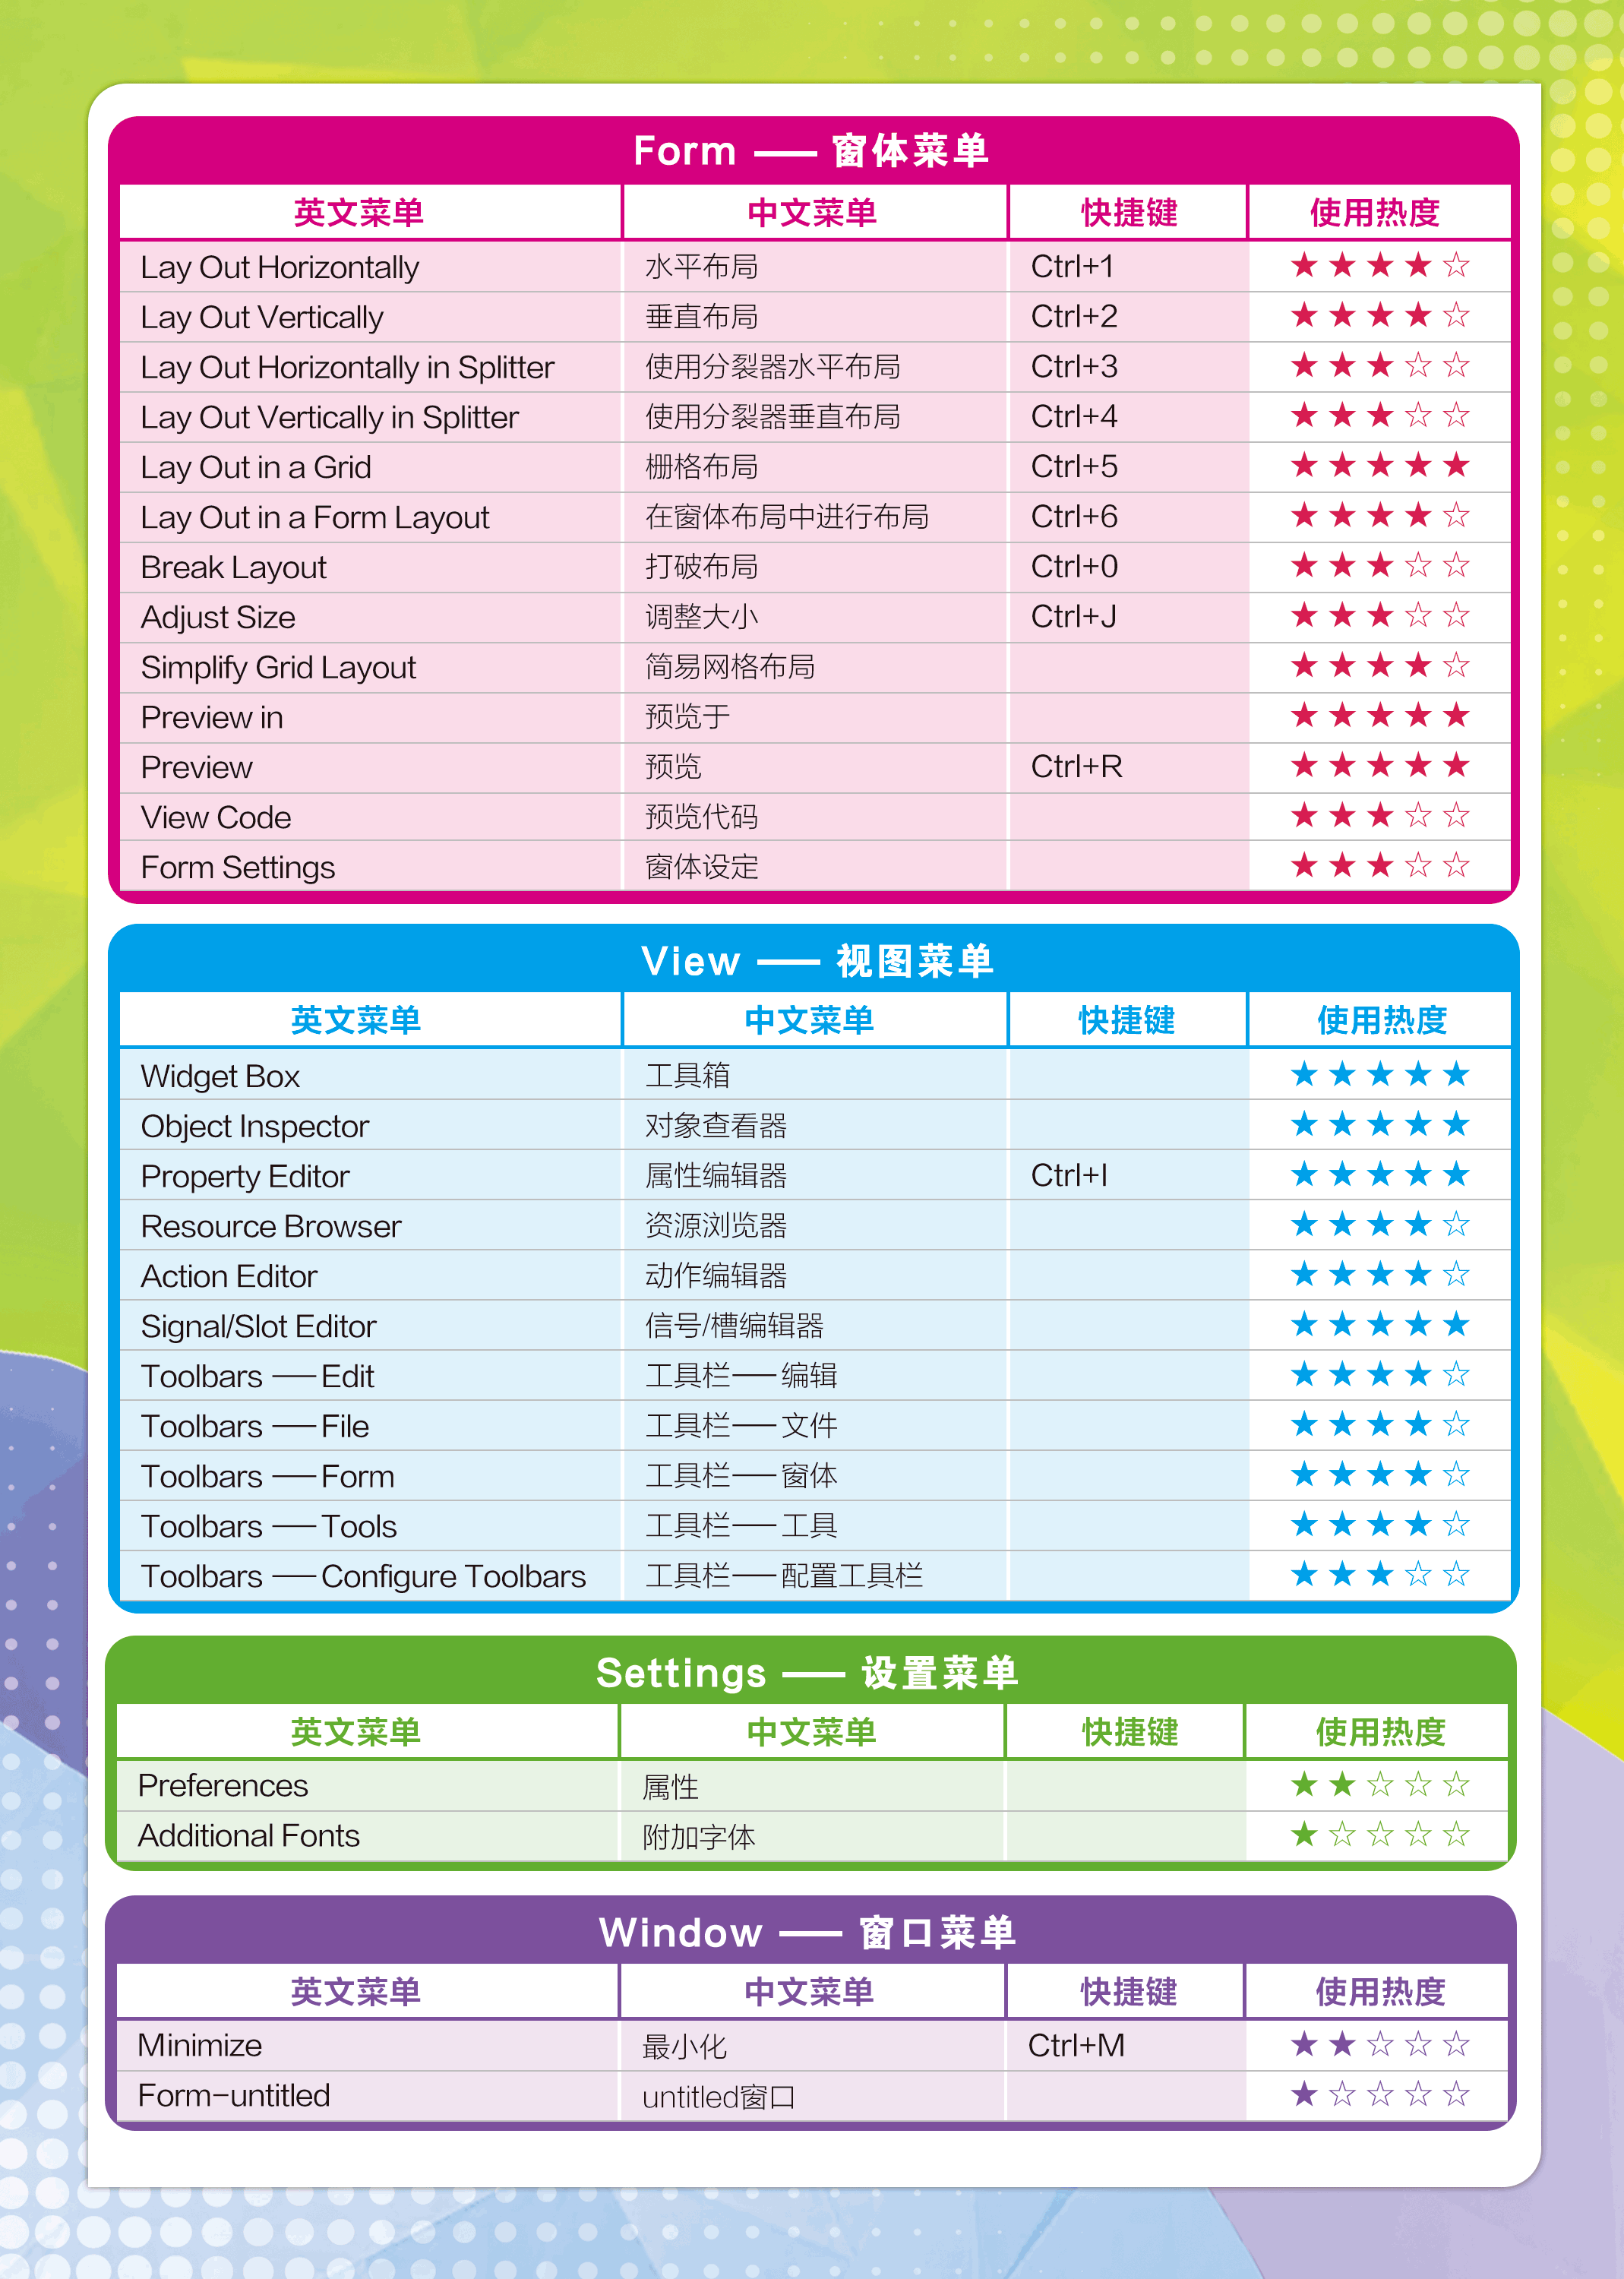 Form —— 窗体菜单
英文菜单 中文菜单 快捷键 使用热度
Lay Out Horizontally 水平布局 Ctrl+1 ★★★★☆
Lay Out Vertically 垂直布局 Ctrl+2 ★★★★☆
Lay Out Horizontally in Splitter 使用分裂器水平布局 Ctrl+3 ★★★☆☆
Lay Out Vertically in Splitter 使用分裂器垂直布局 Ctrl+4 ★★★☆☆
Lay Out in a Grid 栅格布局 Ctrl+5 ★★★★★
Lay Out in a Form Layout 在窗体布局中进行布局 Ctrl+6 ★★★★☆
Break Layout 打破布局 Ctrl+0 ★★★☆☆
Adjust Size 调整大小 Ctrl+J ★★★☆☆
Simplify Grid Layout 简易网格布局 ★★★★☆
Preview in 预览于 ★★★★★
Preview 预览 Ctrl+R ★★★★★
View Code 预览代码 ★★★☆☆
Form Settings 窗体设定 ★★★☆☆
View —— 视图菜单
英文菜单 中文菜单 快捷键 使用热度
Widget Box 工具箱 ★★★★★
Object Inspector 对象查看器 ★★★★★
Property Editor 属性编辑器 Ctrl+I ★★★★★
Resource Browser 资源浏览器 ★★★★☆
Action Editor 动作编辑器 ★★★★☆
Signal/Slot Editor 信号/槽编辑器 ★★★★★
Toolbars ——Edit 工具栏——编辑 ★★★★☆
Toolbars ——File 工具栏——文件 ★★★★☆
Toolbars ——Form 工具栏——窗体 ★★★★☆
Toolbars ——Tools 工具栏——工具 ★★★★☆
Toolbars ——Configure Toolbars 工具栏——配置工具栏 ★★★☆☆
Settings —— 设置菜单
英文菜单 中文菜单 快捷键 使用热度
Preferences 属性 ★★☆☆☆
Additional Fonts 附加字体 ★☆☆☆☆
Window —— 窗口菜单
英文菜单 中文菜单 快捷键 使用热度
Minimize 最小化 Ctrl+M ★★☆☆☆
Form-untitled untitled窗口 ★☆☆☆☆